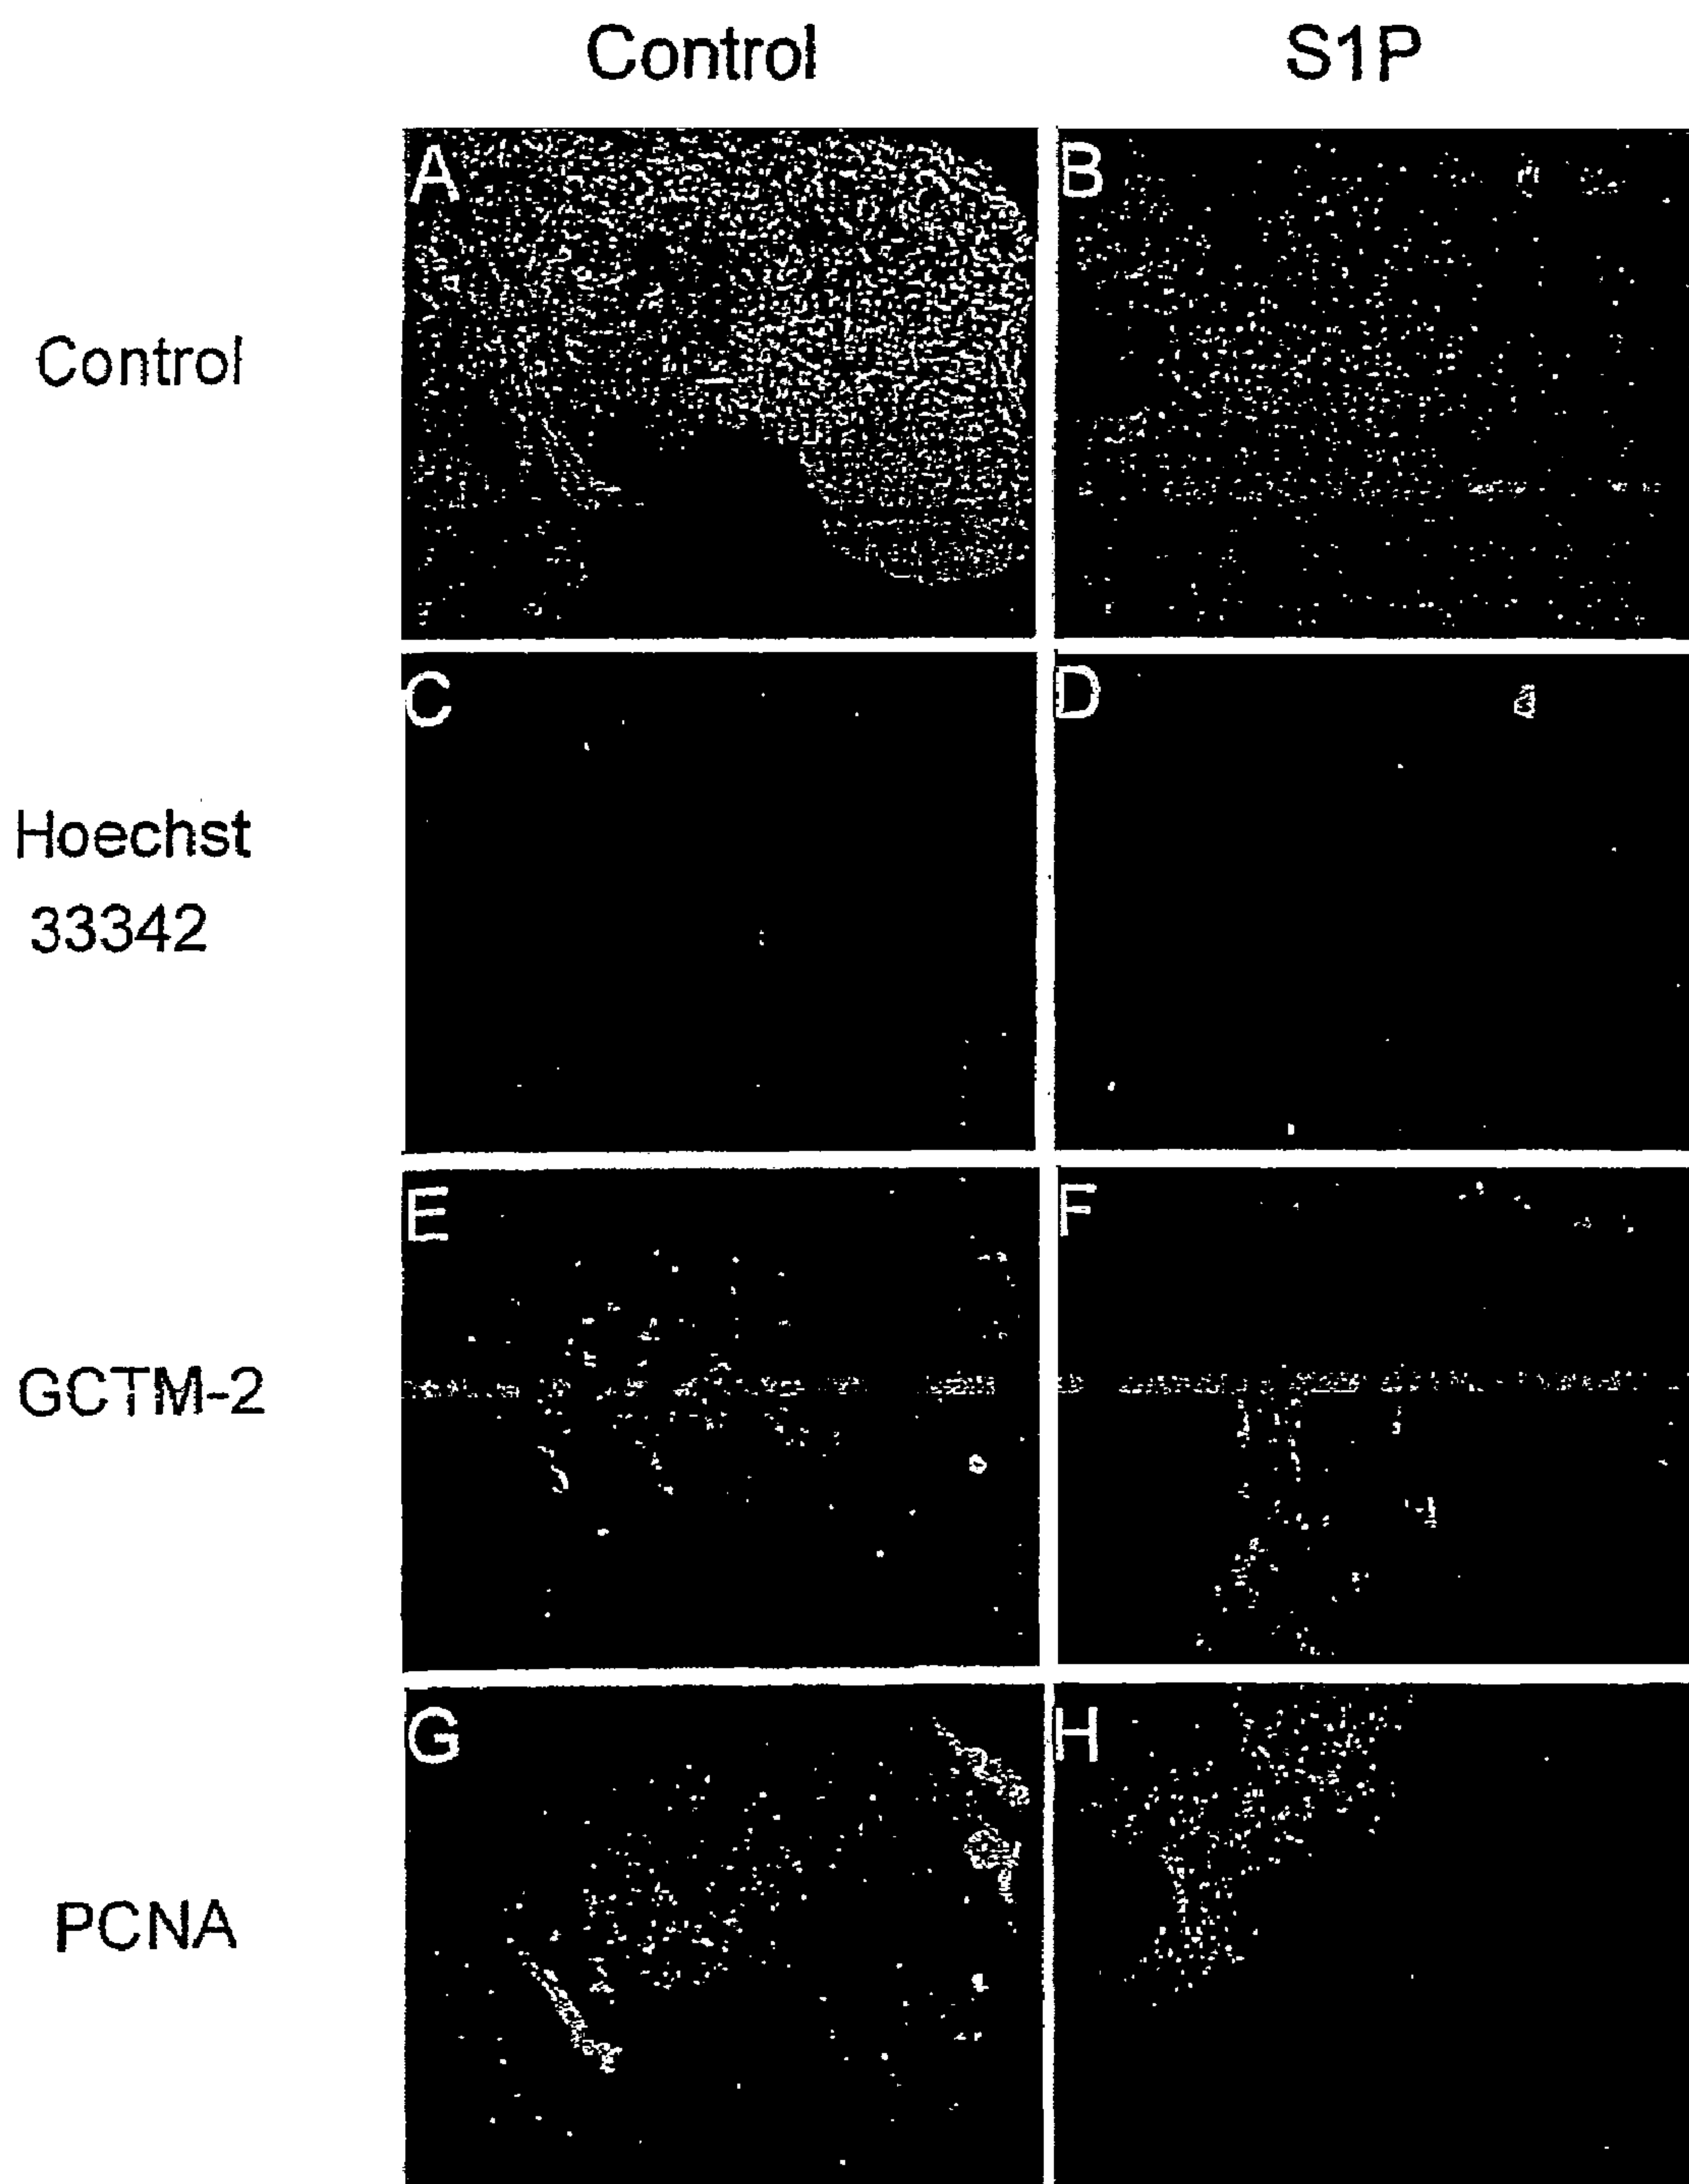 Control S1P
Control
A B
Hoechst
33342
C D
GCTM-2
E F
PCNA
G H